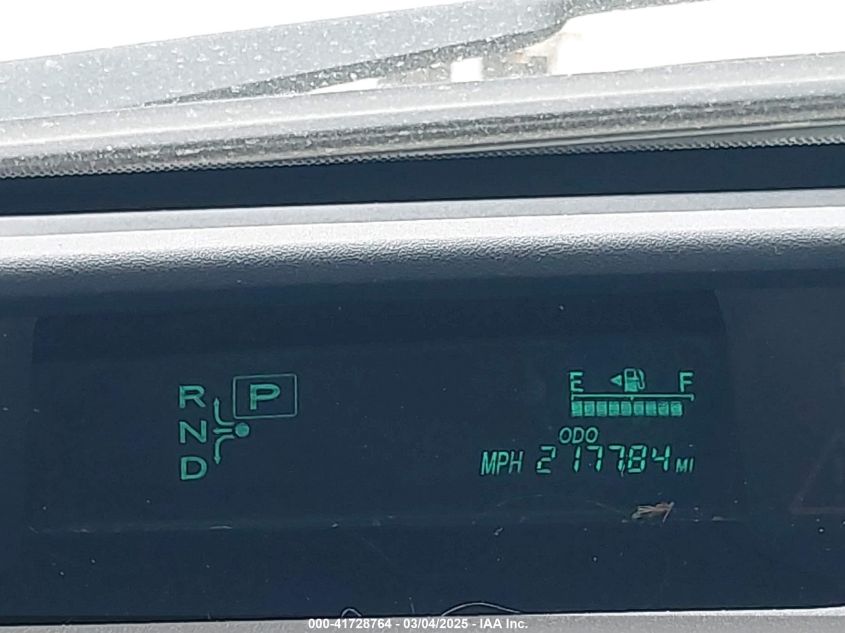 R P
N
D
E F
ODO
MPH 217784 MI
000-41728764 - 03/04/2025 - IAA Inc.